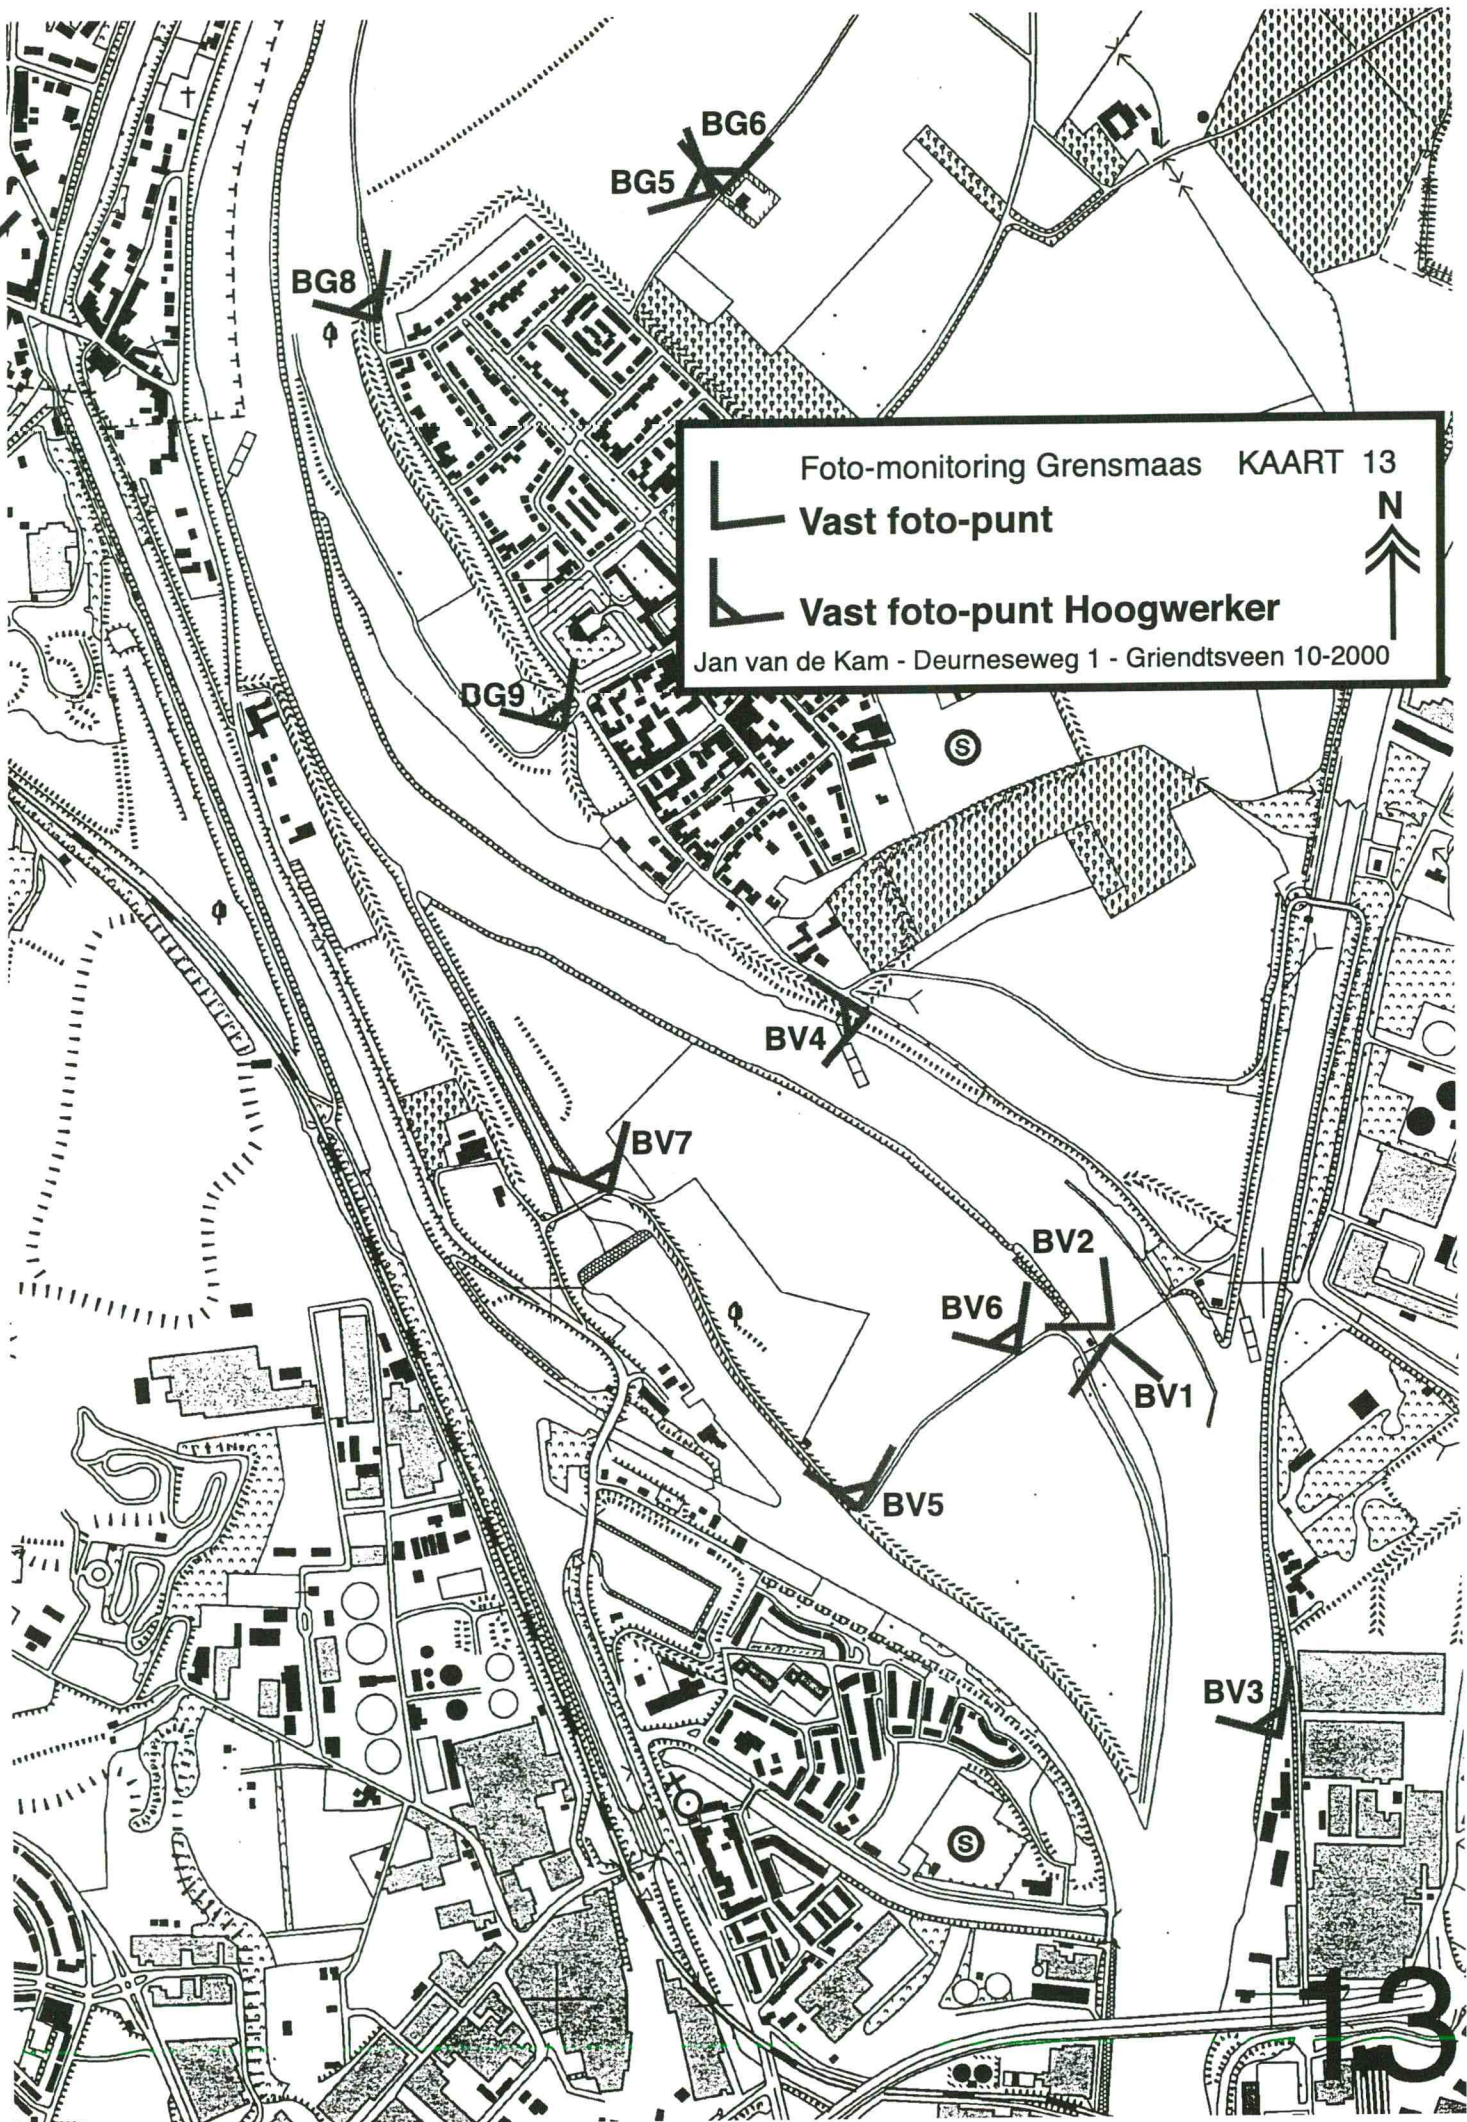 BG6
BG5
BG8
Foto-monitoring Grensmaas KAART 13
Vast foto-punt
N
Vast foto-punt Hoogwerker
Jan van de Kam - Deurneseweg 1 - Griendtsveen 10-2000
BG9
S
BV4
BV7
BV2
BV6
BV1
BV5
BV3
S
13